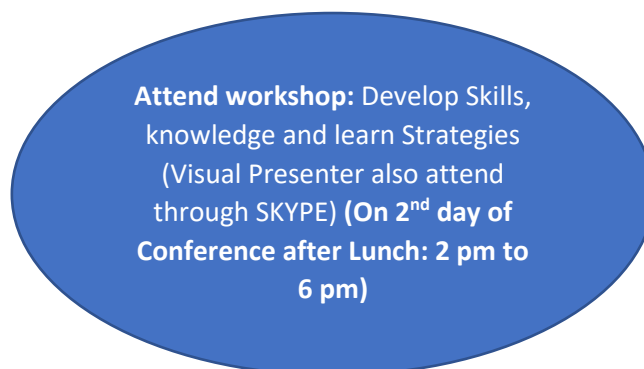 Attend workshop: Develop Skills,
knowledge and learn Strategies
(Visual Presenter also attend
through SKYPE) (On 2nd day of
Conference after Lunch: 2 pm to
6 pm)